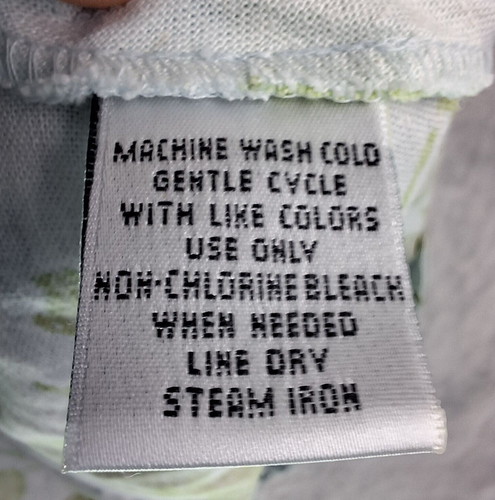 MACHINE WASH COLD
GENTLE CYCLE
WITH LIKE COLORS
USE ONLY
NON-CHLORINE BLEACH
WHEN NEEDED
LINE DRY
STEAM IRON